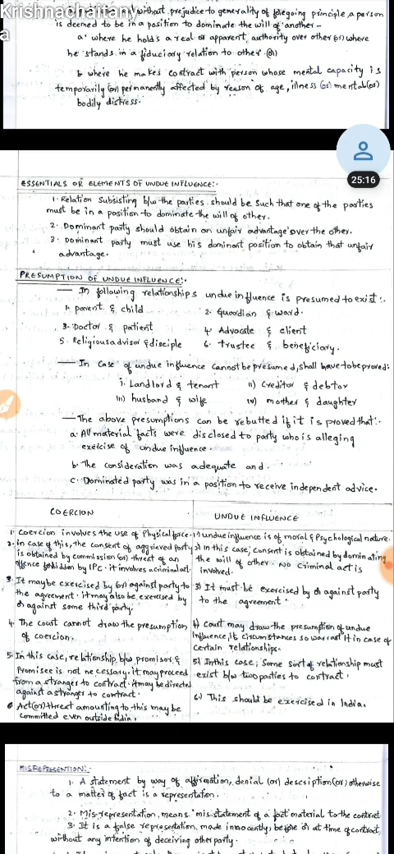 Krishnachaitany without prejudice to generality of foregoing principle, a person
is deemed to be in a position to dominate the will of another -
a. where he holds a real or apparent authority over other (or) where
he stands in a fiduciary relation to other (or)
b. where he makes contract with person whose mental capacity is
temporarily (or) permanently affected by reason of age, illness (or) mental (or)
bodily distress.
25:16
ESSENTIALS OR ELEMENTS OF UNDUE INFLUENCE:-
1. Relation subsisting b/w the parties should be such that one of the parties
must be in a position to dominate the will of other.
2. Dominant party should obtain an unfair advantage over the other.
3. Dominant party must use his dominant position to obtain that unfair
advantage.
PRESUMPTION OF UNDUE INFLUENCE:-
— In following relationships undue influence is presumed to exist:.
1. parent & child 2. Guardian & ward.
3. Doctor & patient 4. Advocate & client
5. Religious advisor & disciple 6. trustee & beneficiary.
— In case of undue influence cannot be presumed, shall have to be proved:
i. Landlord & tenant ii) Creditor & debtor
iii) husband & wife iv) mother & daughter
— The above presumptions can be rebutted if it is proved that:-
a. All material facts were disclosed to party who is alleging
exercise of undue influence.
b. The consideration was adequate and.
c. Dominated party was in a position to receive independent advice.
COERCION UNDUE INFLUENCE
1. Coercion involves the use of physical force. 1) undue influence is of moral & psychological nature.
2. in case of this, the consent of aggrieved party 2) In this case, consent is obtained by dominating
is obtained by commission (or) threat of an the will of other. No criminal act is
offence forbidden by IPC. it involves a criminal act involved.
3. It may be exercised by (or) against party to 3) It must be exercised by or against party
the agreement. It may also be exercised by to the agreement.
or against some third party.
4. The court cannot draw the presumption 4) Court may draw the presumption of undue
of coercion. influence, if circumstances so warrant it in case of
certain relationships.
5. In this case, relationship b/w promisor & 5) In this case, Some sort of relationship must
Promisee is not necessary. it may proceed exist b/w two parties to contract.
from a stranger to contract & may be directed
against a stranger to contract. 6) This should be exercised in India.
6 Act (or) threat amounting to this may be
committed even outside India.
MISREPRESENTATION:-
1. A statement by way of affirmation, denial (or) description (or) otherwise
to a matter of fact is a representation.
2. Mis-representation, means "mis-statement of a fact material to the contract
3. It is a false representation, made innocently, before or at time of contract,
without any intention of deceiving other party.